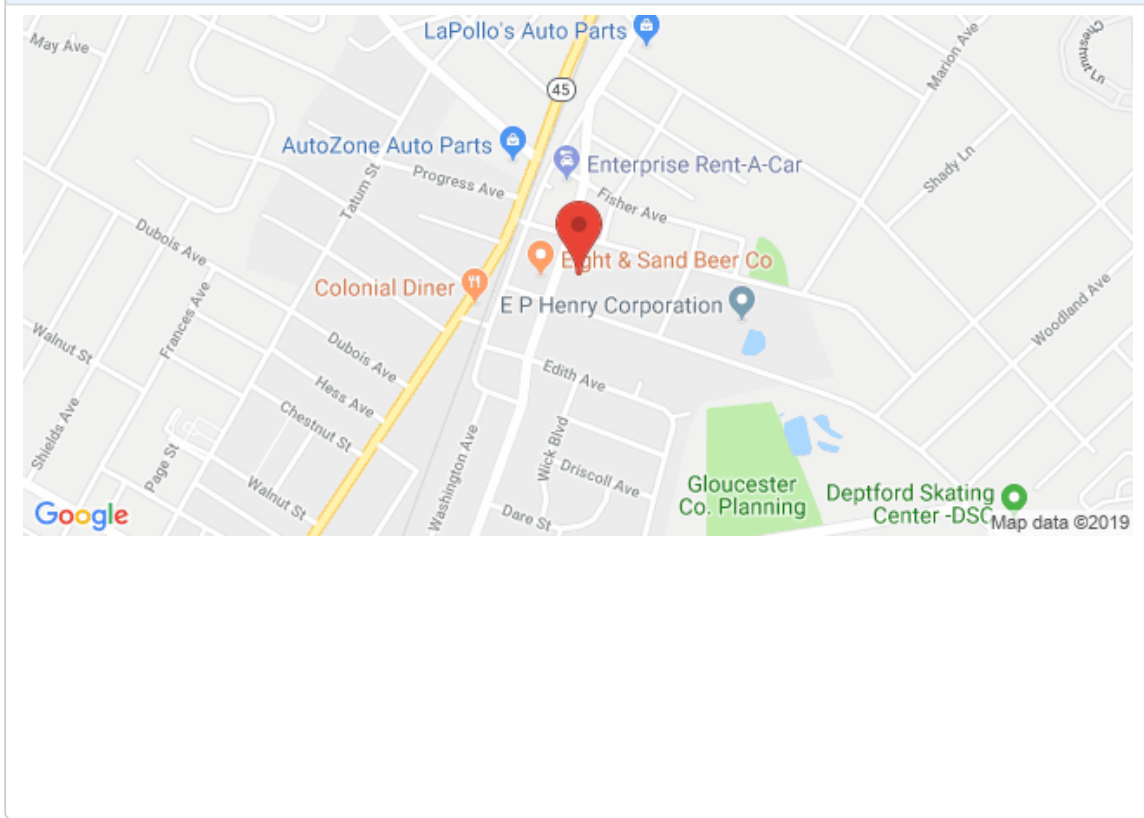 LaPollo's Auto Parts
May Ave
Marion Ave
Chestnut Ln
45
AutoZone Auto Parts
Enterprise Rent-A-Car
Progress Ave
Tatum St
Fisher Ave
Shady Ln
Dubois Ave
Eight & Sand Beer Co
Colonial Diner
E P Henry Corporation
Woodland Ave
Frances Ave
Walnut St
Dubois Ave
Edith Ave
Hess Ave
Chestnut St
Shields Ave
Page St
Washington Ave
Wick Blvd
Driscoll Ave
Walnut St
Dare St
Gloucester
Co. Planning
Deptford Skating
Center -DSC
Google
Map data ©2019